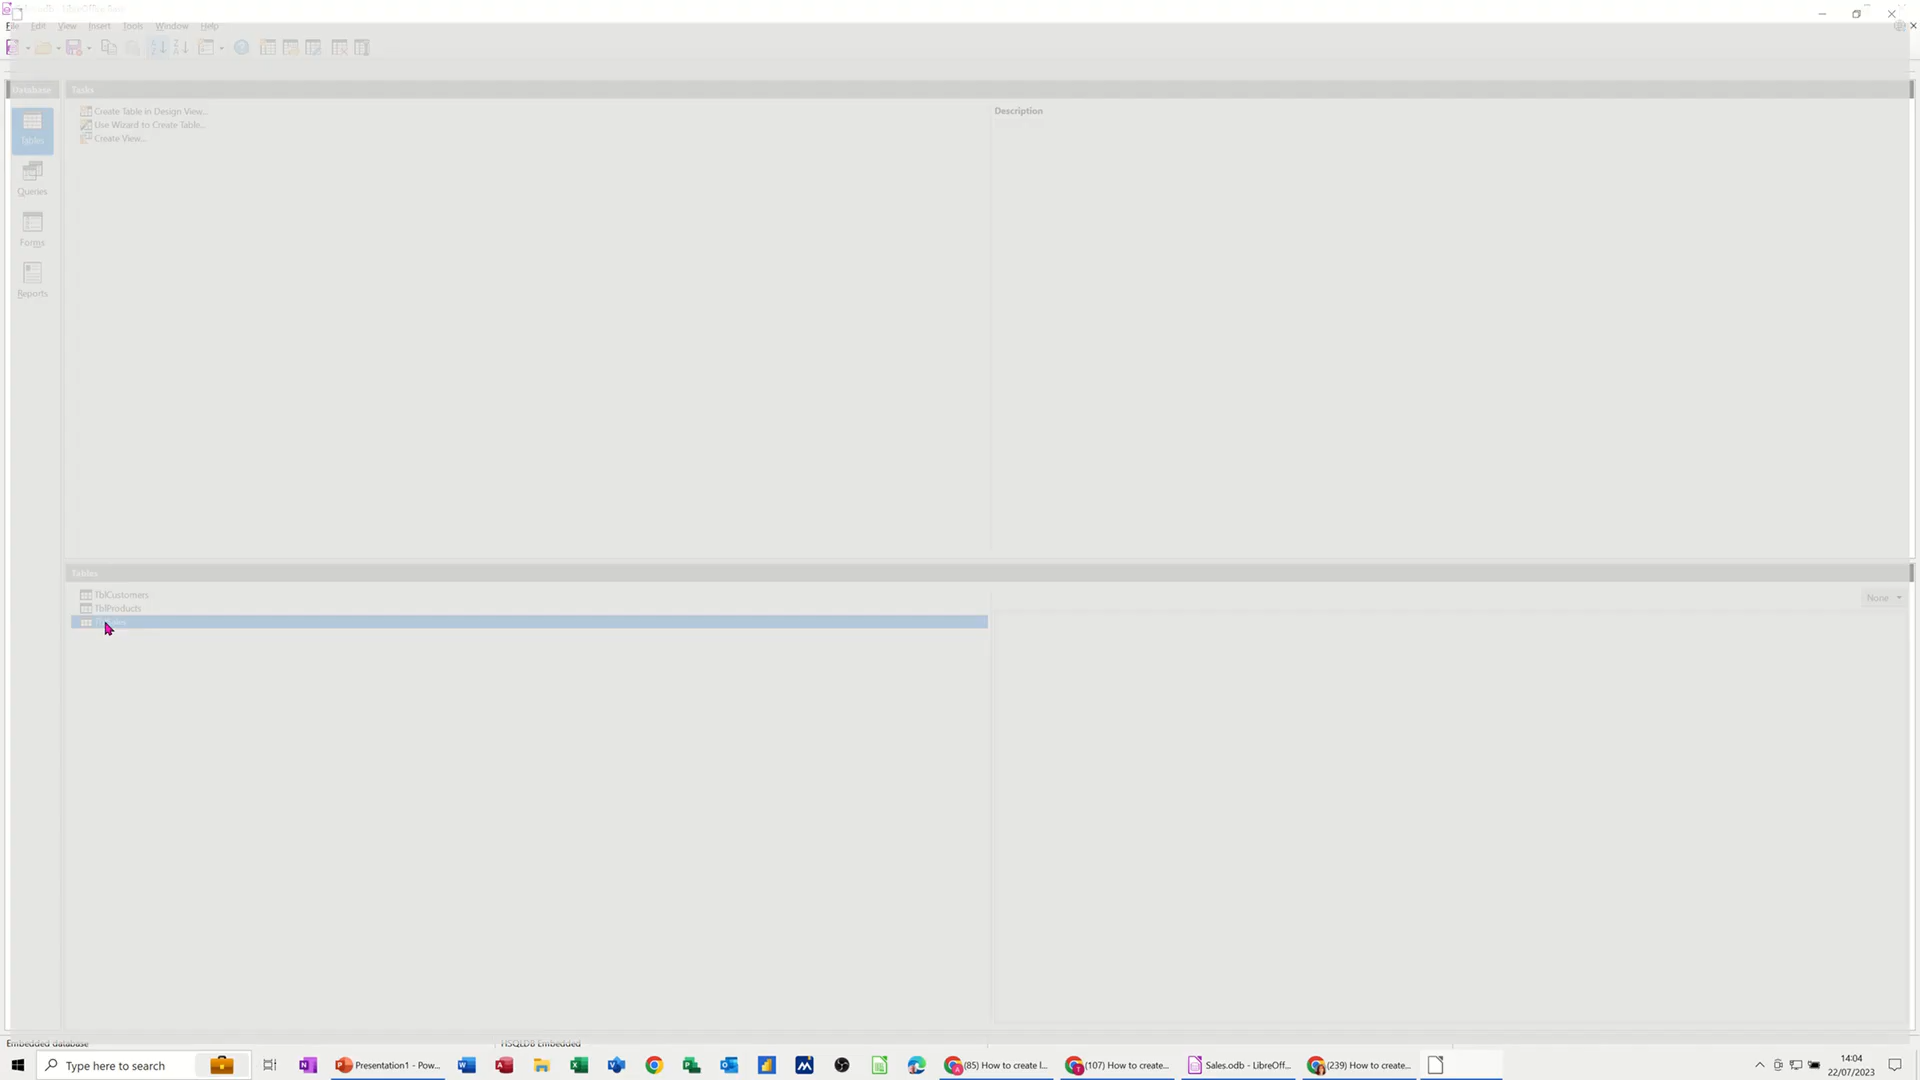 File Edit View Insert Tools Window Help
Database
Tasks
Tables
Queries
Forms
Reports
Create Table in Design View...
Use Wizard to Create Table...
Create View...
Description
Tables
TblCustomers
TblProducts
None
Embedded database
HSQLDB Embedded
Type here to search
Presentation1 - Pow...
(85) How to create l...
(107) How to create...
Sales.odb - LibreOff...
(239) How to create...
14:04
22/07/2023